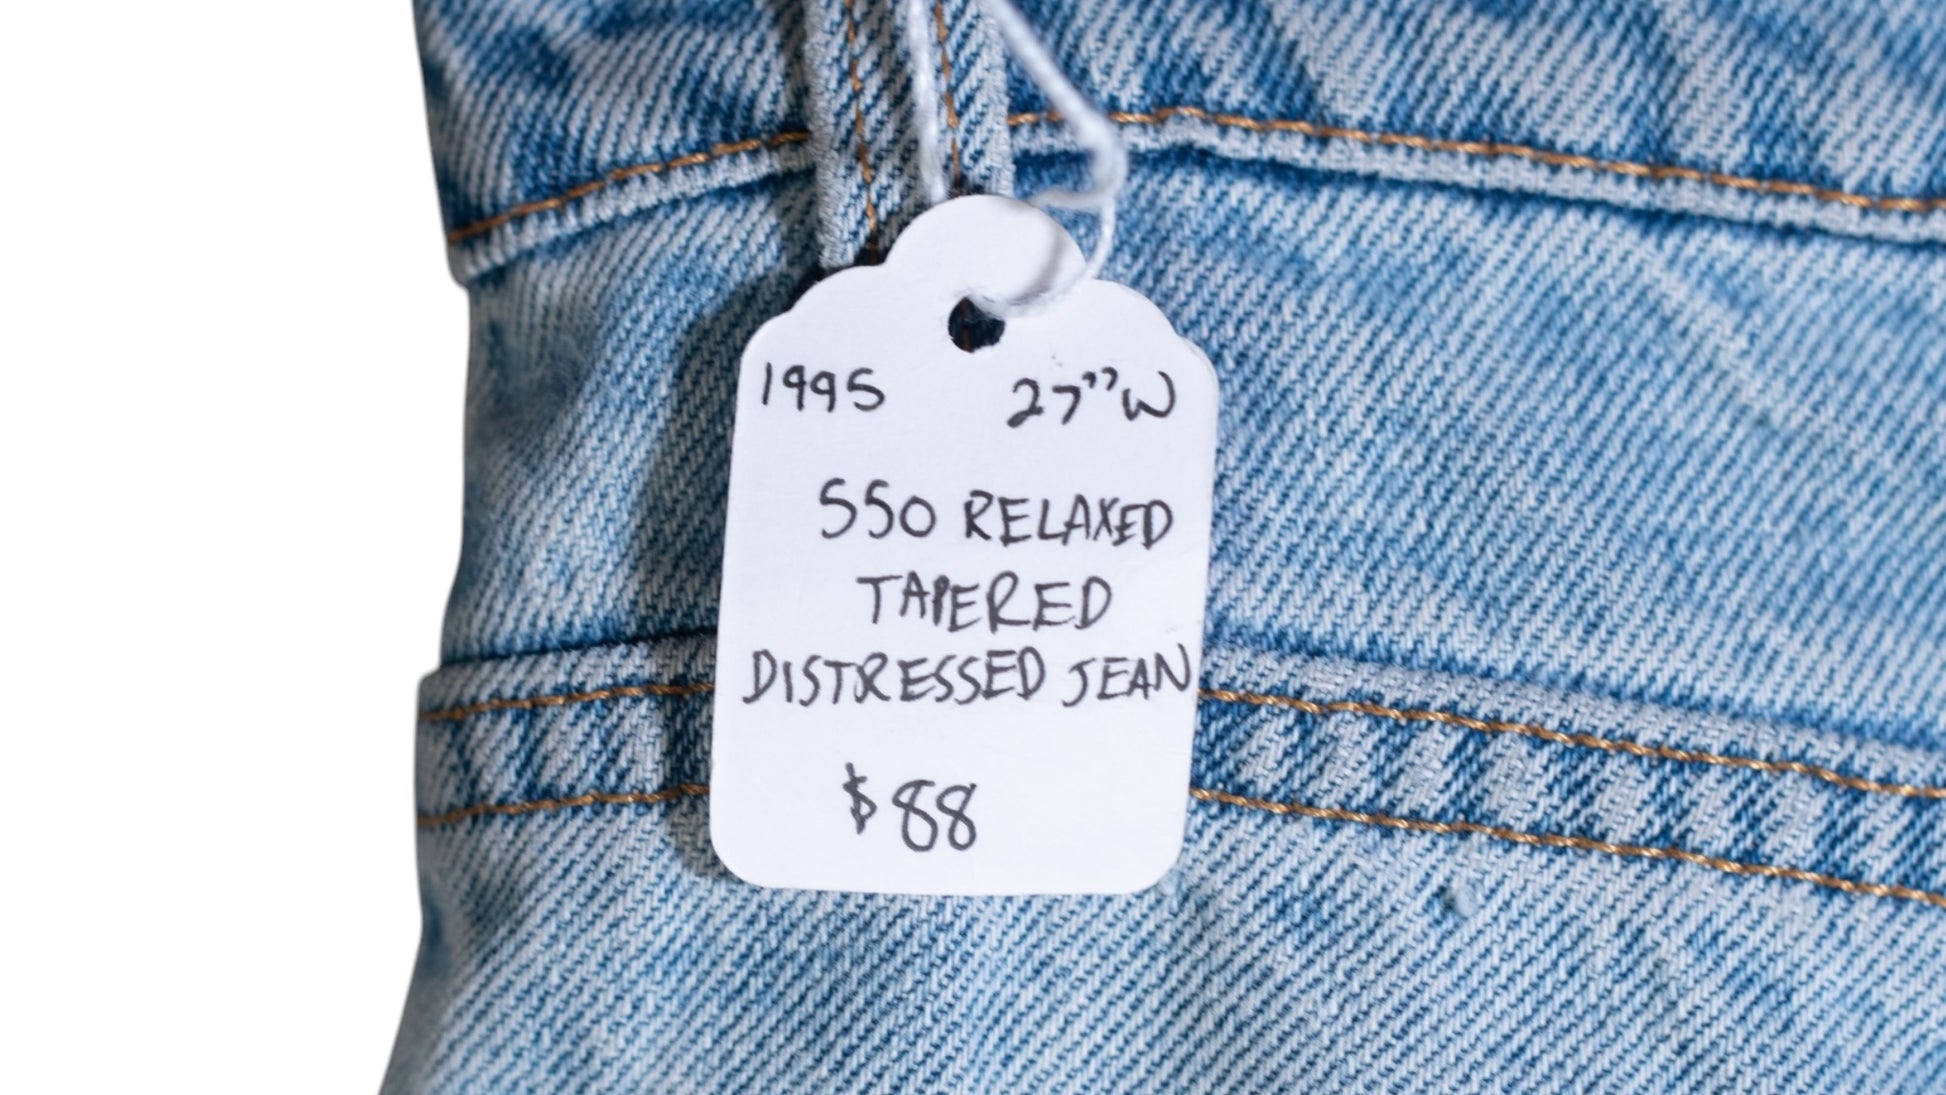 1995 27"W
550 RELAXED
TAPERED
DISTRESSED JEAN
$88